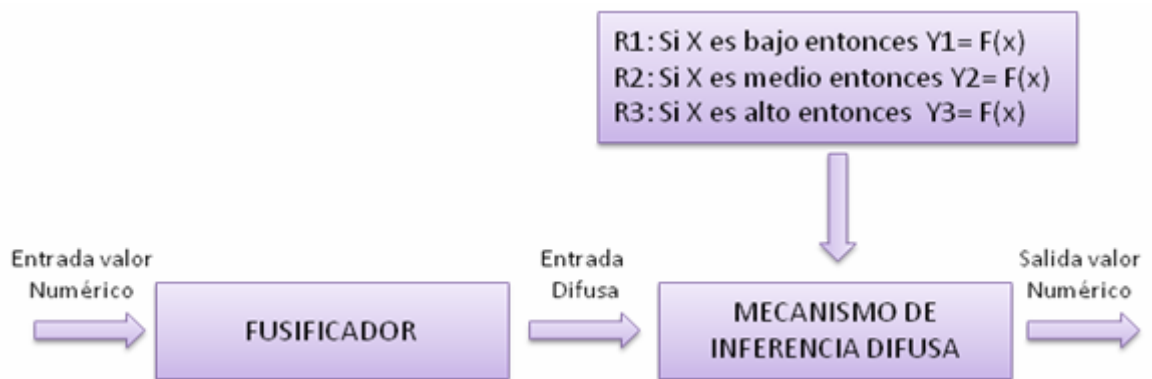 R1: Si X es bajo entonces Y1= F(x)
R2: Si X es medio entonces Y2= F(x)
R3: Si X es alto entonces Y3= F(x)
Entrada valor
Numérico
FUSIFICADOR
Entrada
Difusa
MECANISMO DE
INFERENCIA DIFUSA
Salida valor
Numérico